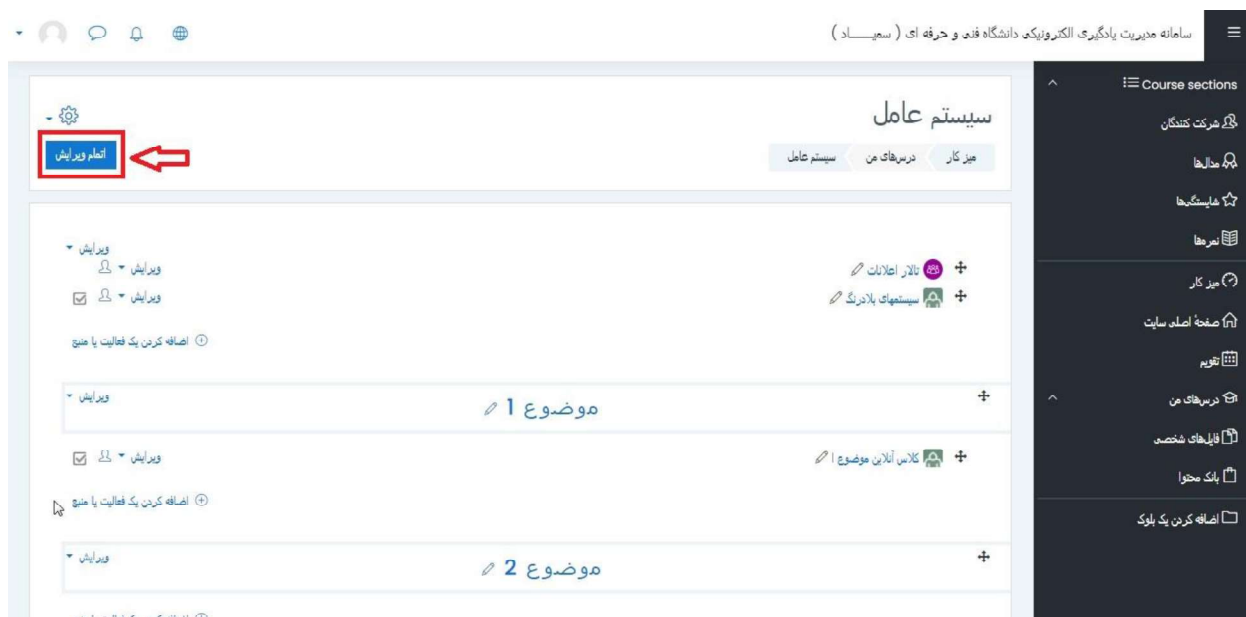 سامانه مدیریت یادگیری الکترونیکی دانشگاه فنی و حرفه ای ( سمیـــــاد )
Course sections
شرکت کنندگان
مدال‌ها
شایستگی‌ها
نمره‌ها
میز کار
صفحهٔ اصلی سایت
تقویم
درس‌های من
فایل‌های شخصی
بانک محتوا
اضافه کردن یک بلوک
سیستم عامل
میز کار درس‌های من سیستم عامل
اتمام ویرایش
ویرایش
تالار اعلانات ویرایش
سیستمهای بلادرنگ ویرایش
اضافه کردن یک فعالیت یا منبع
موضوع 1 ویرایش
کلاس آنلاین موضوع ا ویرایش
اضافه کردن یک فعالیت یا منبع
موضوع 2 ویرایش